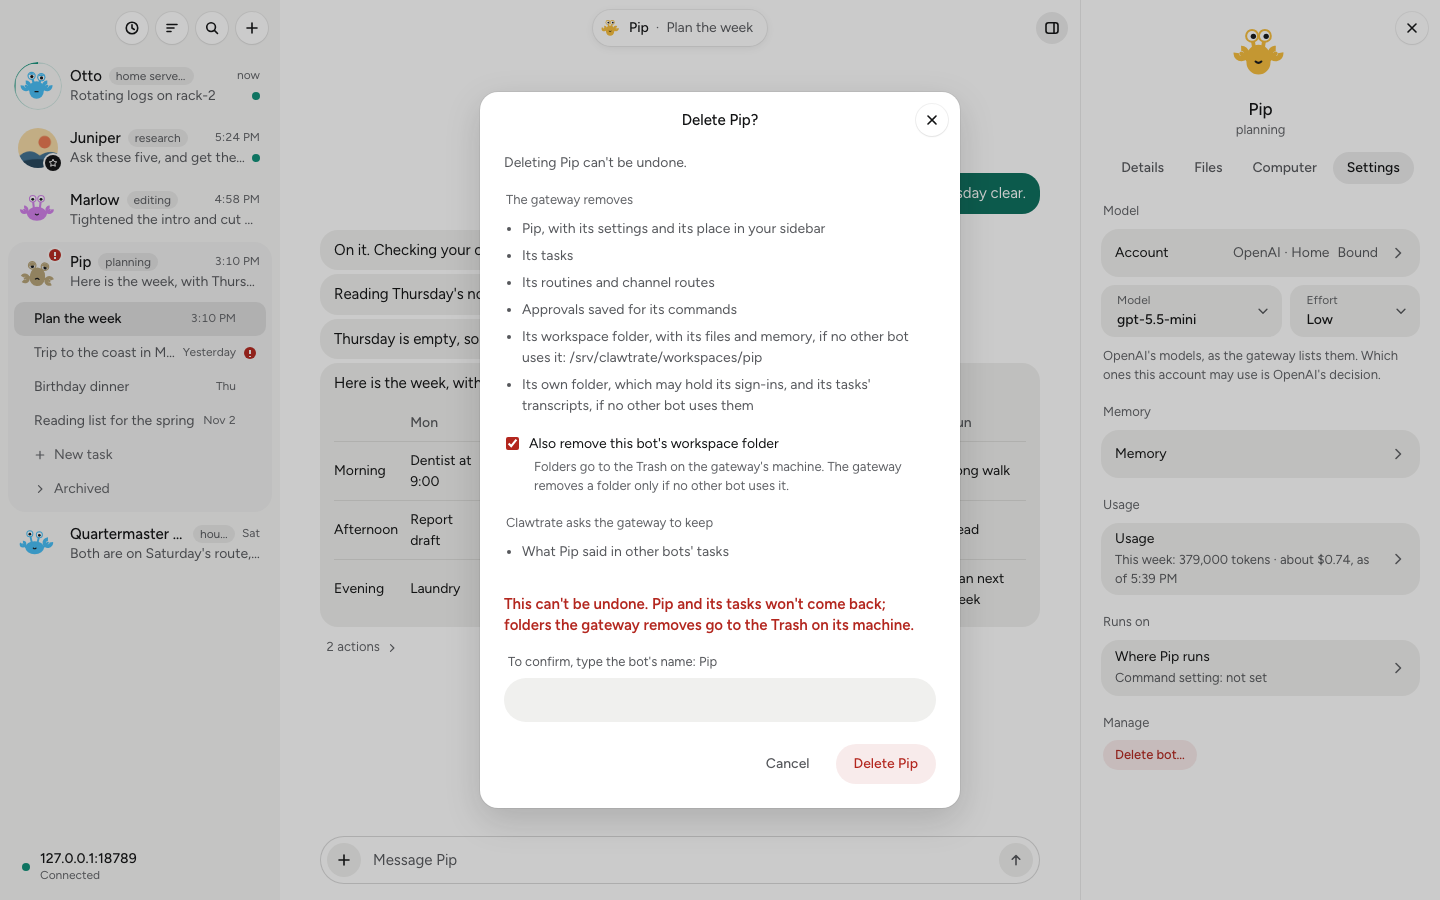 Otto home serve... now
Rotating logs on rack-2
Juniper research 5:24 PM
Ask these five, and get the...
Marlow editing 4:58 PM
Tightened the intro and cut ...
Pip planning 3:10 PM
Here is the week, with Thurs...
Plan the week 3:10 PM
Trip to the coast in M... Yesterday
Birthday dinner Thu
Reading list for the spring Nov 2
New task
Archived
Quartermaster ... hou... Sat
Both are on Saturday's route,...
127.0.0.1:18789
Connected
Pip · Plan the week
sday clear.
On it. Checking your c
Reading Thursday's no
Thursday is empty, so
Here is the week, with
Mon
Morning Dentist at
9:00
ong walk
Afternoon Report
draft
ead
Evening Laundry
an next
eek
2 actions
Message Pip
Delete Pip?
Deleting Pip can't be undone.
The gateway removes
• Pip, with its settings and its place in your sidebar
• Its tasks
• Its routines and channel routes
• Approvals saved for its commands
• Its workspace folder, with its files and memory, if no other bot
uses it: /srv/clawtrate/workspaces/pip
• Its own folder, which may hold its sign-ins, and its tasks'
transcripts, if no other bot uses them
Also remove this bot's workspace folder
Folders go to the Trash on the gateway's machine. The gateway
removes a folder only if no other bot uses it.
Clawtrate asks the gateway to keep
• What Pip said in other bots' tasks
This can't be undone. Pip and its tasks won't come back;
folders the gateway removes go to the Trash on its machine.
To confirm, type the bot's name: Pip
Cancel Delete Pip
Pip
planning
Details Files Computer Settings
Model
Account OpenAI · Home Bound
Model
gpt-5.5-mini
Effort
Low
OpenAI's models, as the gateway lists them. Which
ones this account may use is OpenAI's decision.
Memory
Memory
Usage
Usage
This week: 379,000 tokens · about $0.74, as
of 5:39 PM
Runs on
Where Pip runs
Command setting: not set
Manage
Delete bot...